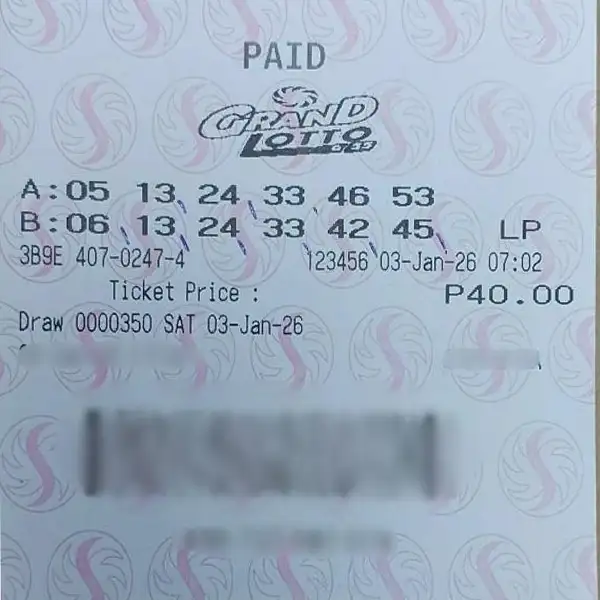 PAID
GRAND
LOTTO
A:05 13 24 33 46 53
B:06 13 24 33 42 45 LP
3B9E 407-0247-4 123456 03-Jan-26 07:02
Ticket Price : P40.00
Draw 0000350 SAT 03-Jan-26